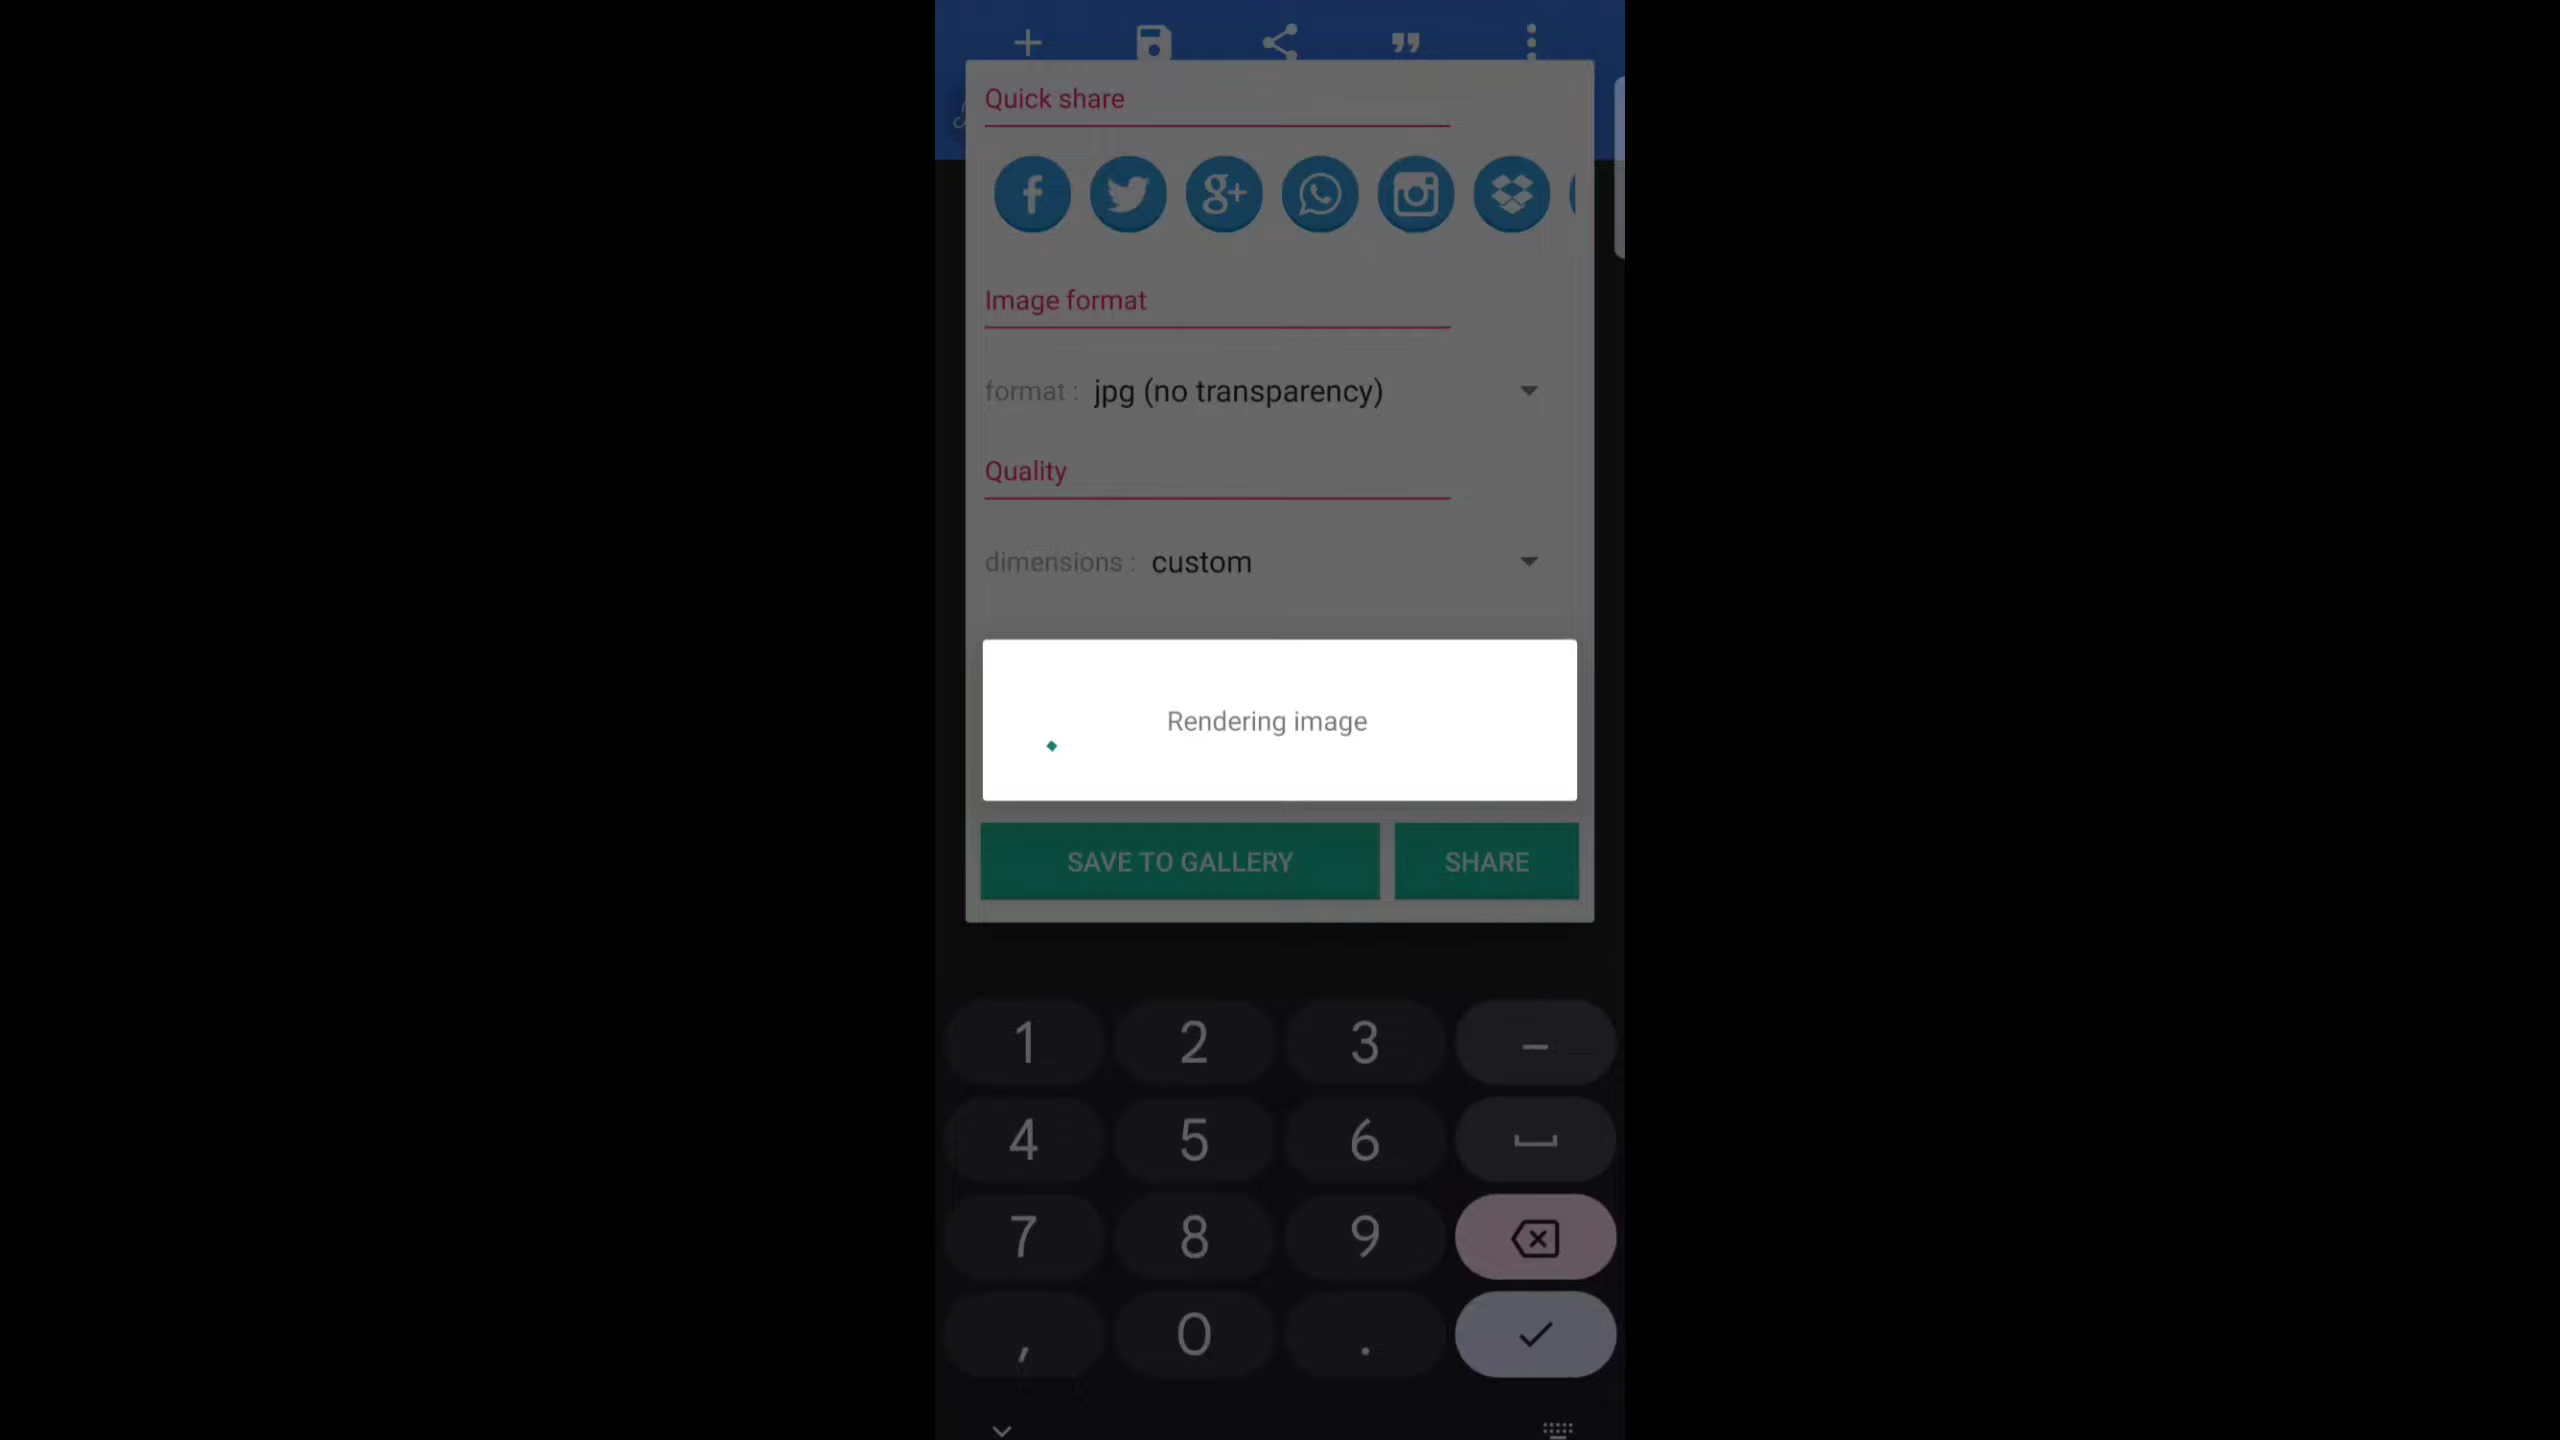 Quick share
Image format
format : jpg (no transparency)
Quality
dimensions : custom
Rendering image
SAVE TO GALLERY SHARE
1 2 3 –
4 5 6
7 8 9
, 0 .